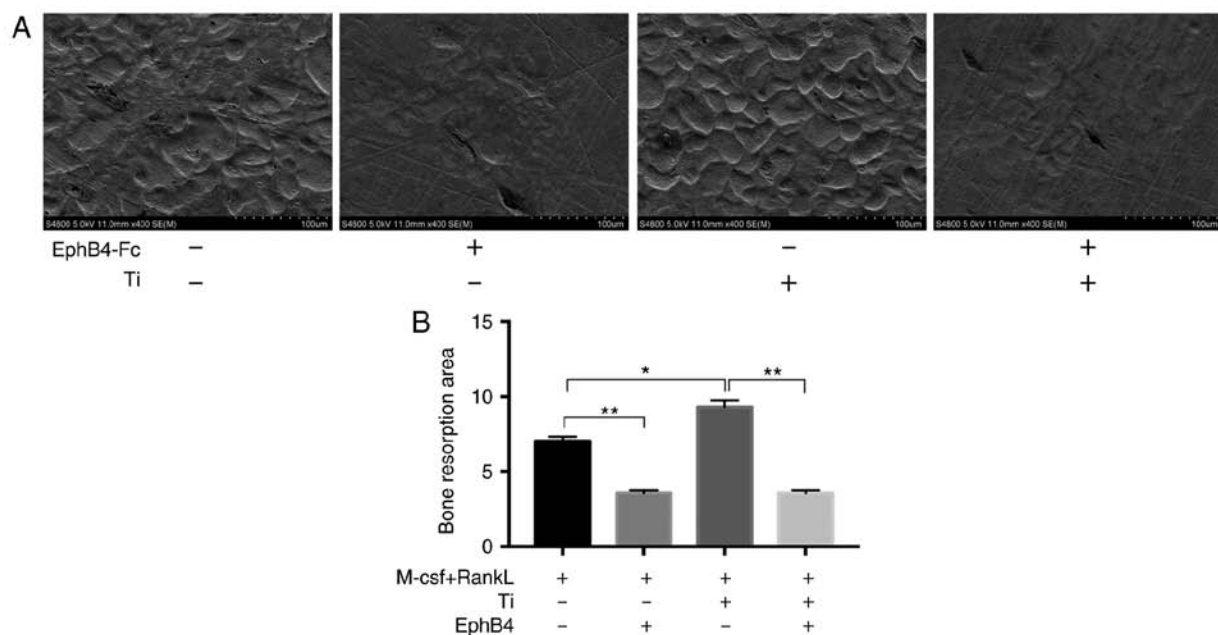 A
S4800 5.0kV 11.0mm x400 SE(M) 100um
S4800 5.0kV 11.0mm x400 SE(M) 100um
S4800 5.0kV 11.0mm x400 SE(M) 100um
S4800 5.0kV 11.0mm x400 SE(M) 100um
EphB4-Fc − + − +
Ti − − + +
B
15
10
5
0
Bone resorption area
*
**
**
M-csf+RankL + + + +
Ti − − + +
EphB4 − + − +